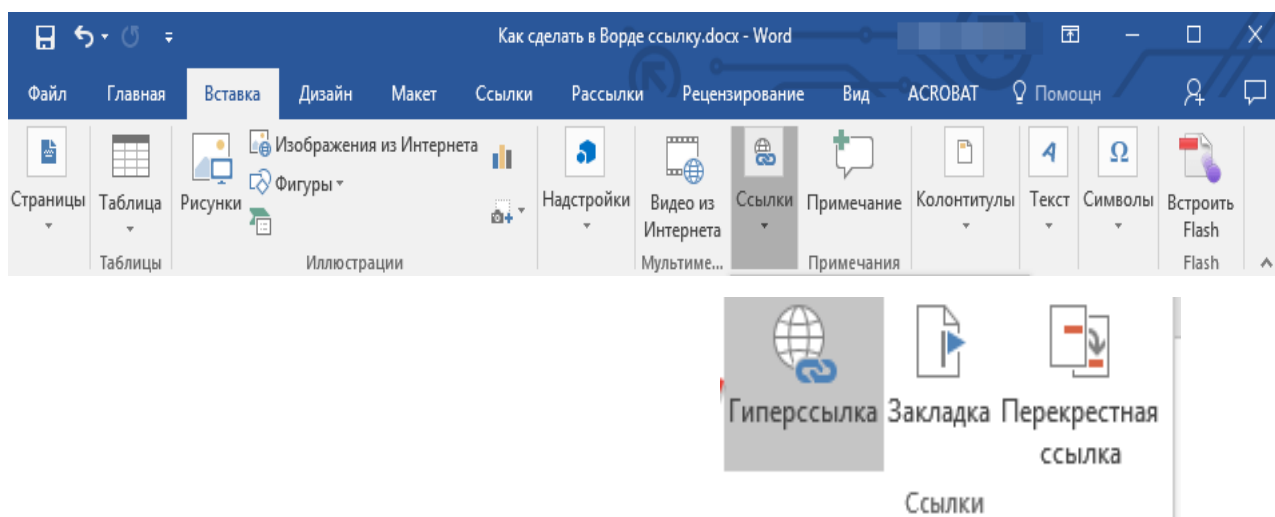 Как сделать в Ворде ссылку.docx - Word
Файл Главная Вставка Дизайн Макет Ссылки Рассылки Рецензирование Вид ACROBAT Помощн
Изображения из Интернета
Фигуры
Страницы Таблица Рисунки Надстройки Видео из Интернета Ссылки Примечание Колонтитулы Текст Символы Встроить Flash
Таблицы Иллюстрации Мультиме... Примечания Flash
Гиперссылка Закладка Перекрестная
ссылка
Ссылки